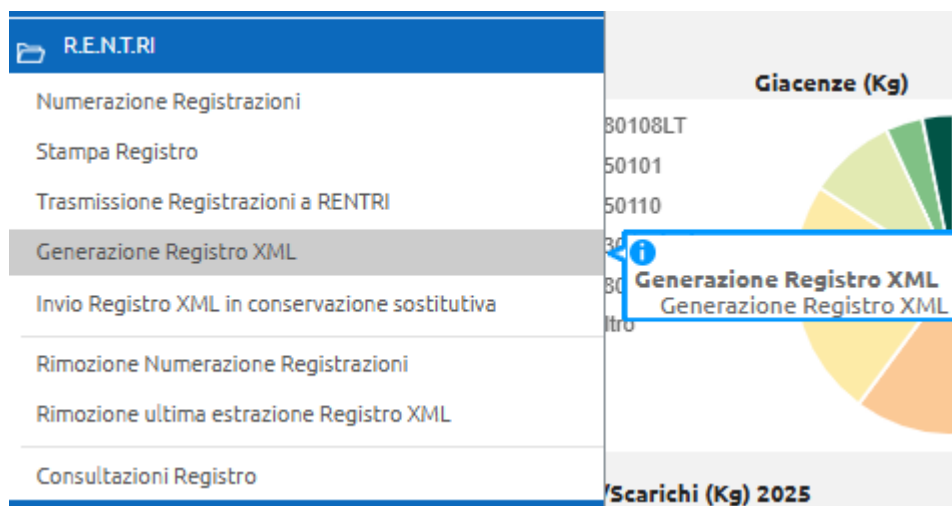 R.E.N.T.RI
Numerazione Registrazioni
Stampa Registro
Trasmissione Registrazioni a RENTRI
Generazione Registro XML
Invio Registro XML in conservazione sostitutiva
Rimozione Numerazione Registrazioni
Rimozione ultima estrazione Registro XML
Consultazioni Registro
Giacenze (Kg)
80108LT
50101
50110
Generazione Registro XML
Generazione Registro XML
ltro
/Scarichi (Kg) 2025